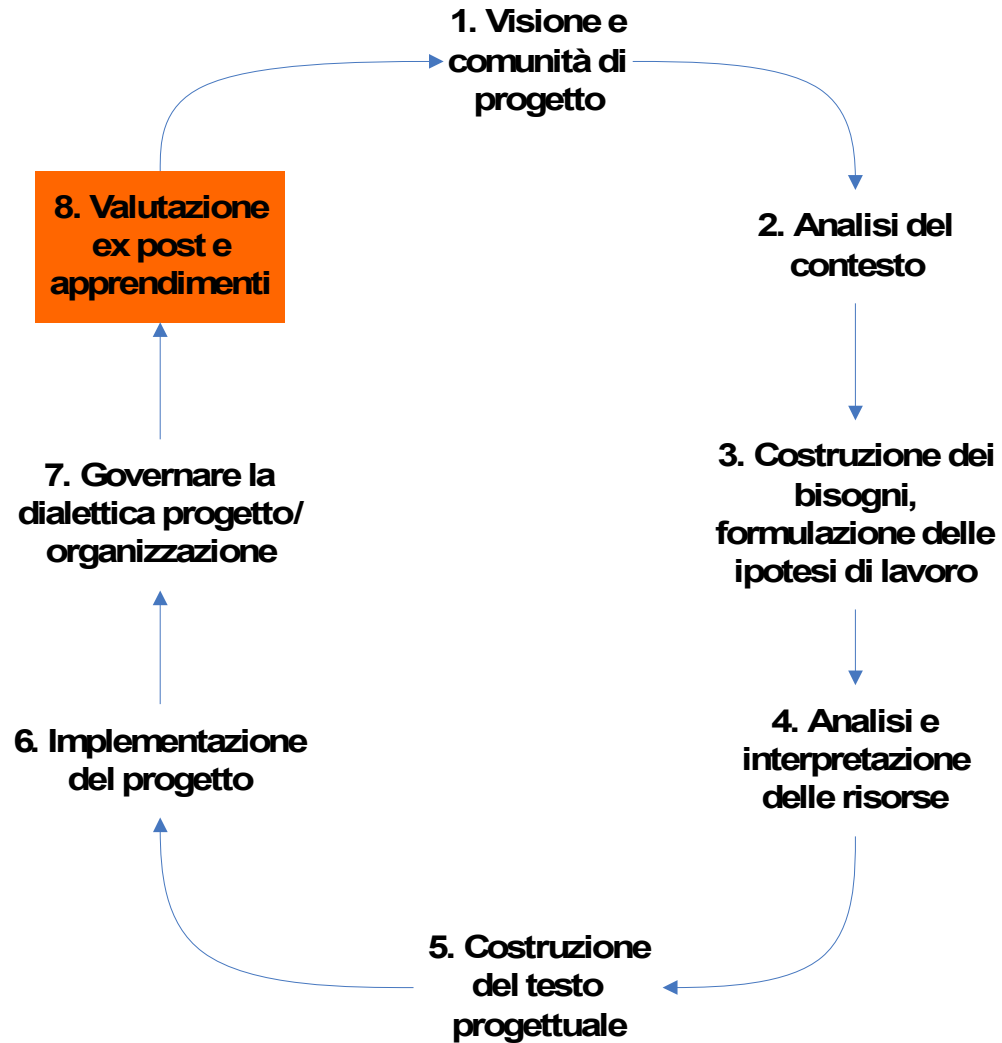 1. Visione e
comunità di
progetto
2. Analisi del
contesto
3. Costruzione dei
bisogni,
formulazione delle
ipotesi di lavoro
4. Analisi e
interpretazione
delle risorse
5. Costruzione
del testo
progettuale
6. Implementazione
del progetto
7. Governare la
dialettica progetto/
organizzazione
8. Valutazione
ex post e
apprendimenti